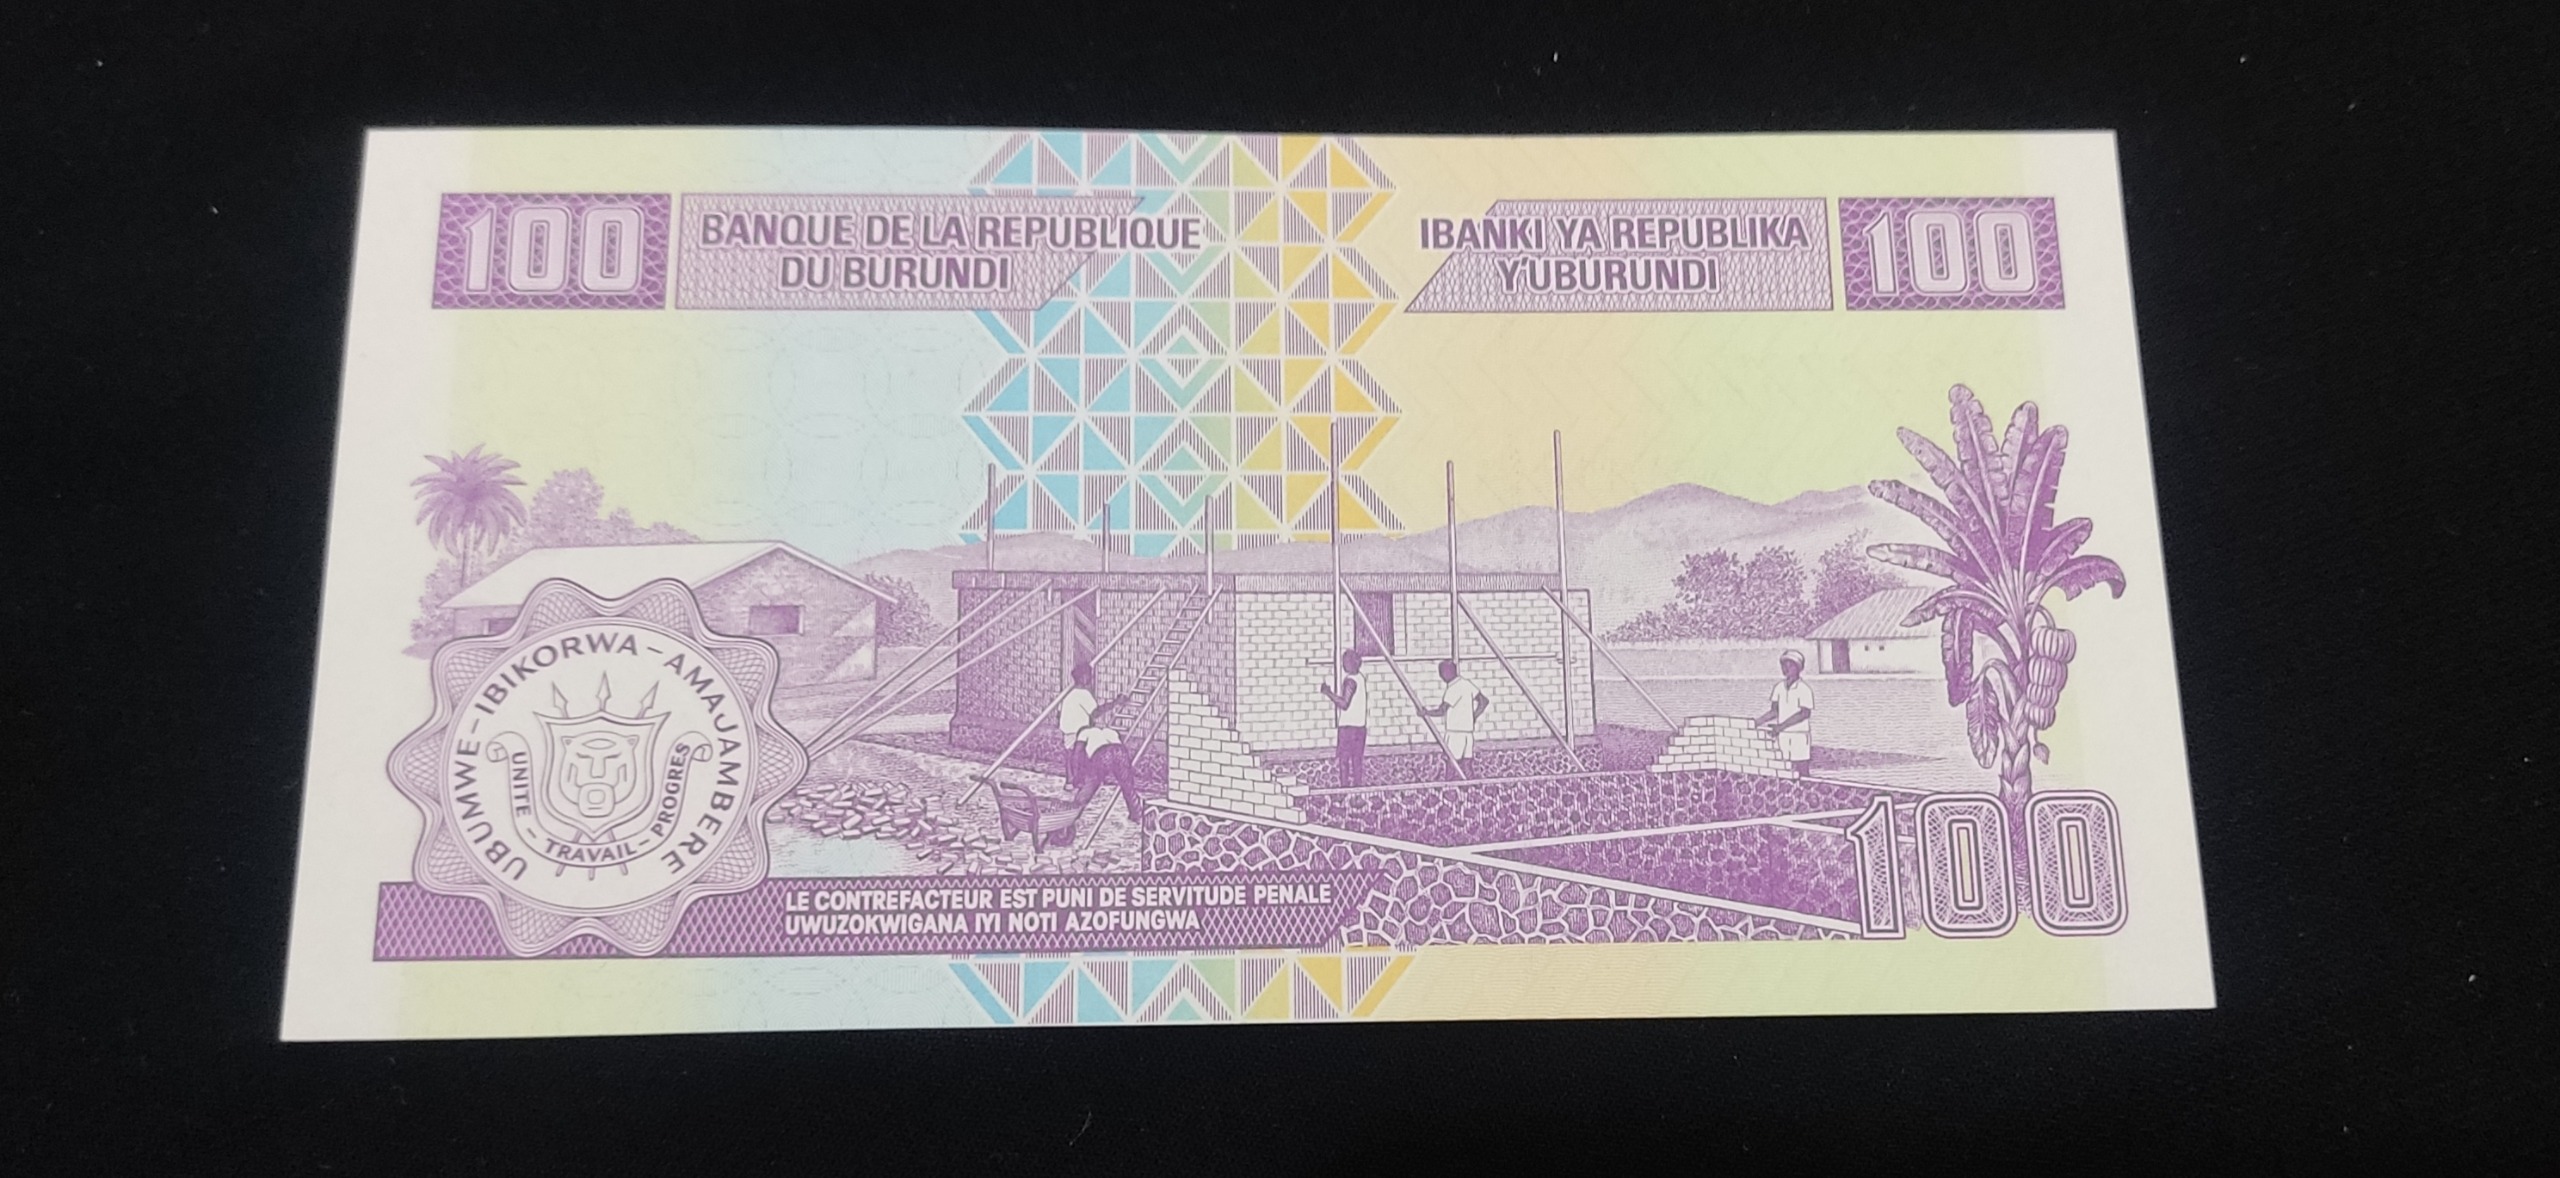 100
BANQUE DE LA REPUBLIQUE
DU BURUNDI
IBANKI YA REPUBLIKA
Y'UBURUNDI
100
UBUMWE – IBIKORWA – AMAJAMBERE
UNITE – TRAVAIL – PROGRES
LE CONTREFACTEUR EST PUNI DE SERVITUDE PENALE
UWUZOKWIGANA IYI NOTI AZOFUNGWA
100